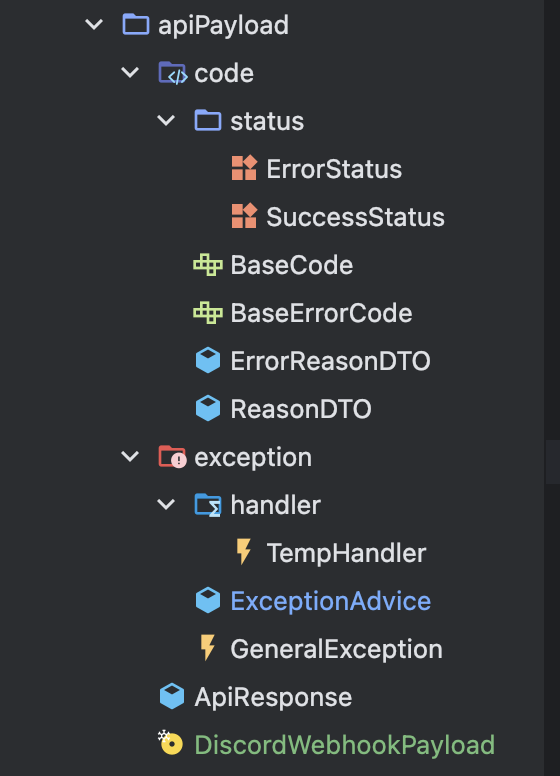 apiPayload
code
status
ErrorStatus
SuccessStatus
BaseCode
BaseErrorCode
ErrorReasonDTO
ReasonDTO
exception
handler
TempHandler
ExceptionAdvice
GeneralException
ApiResponse
DiscordWebhookPayload